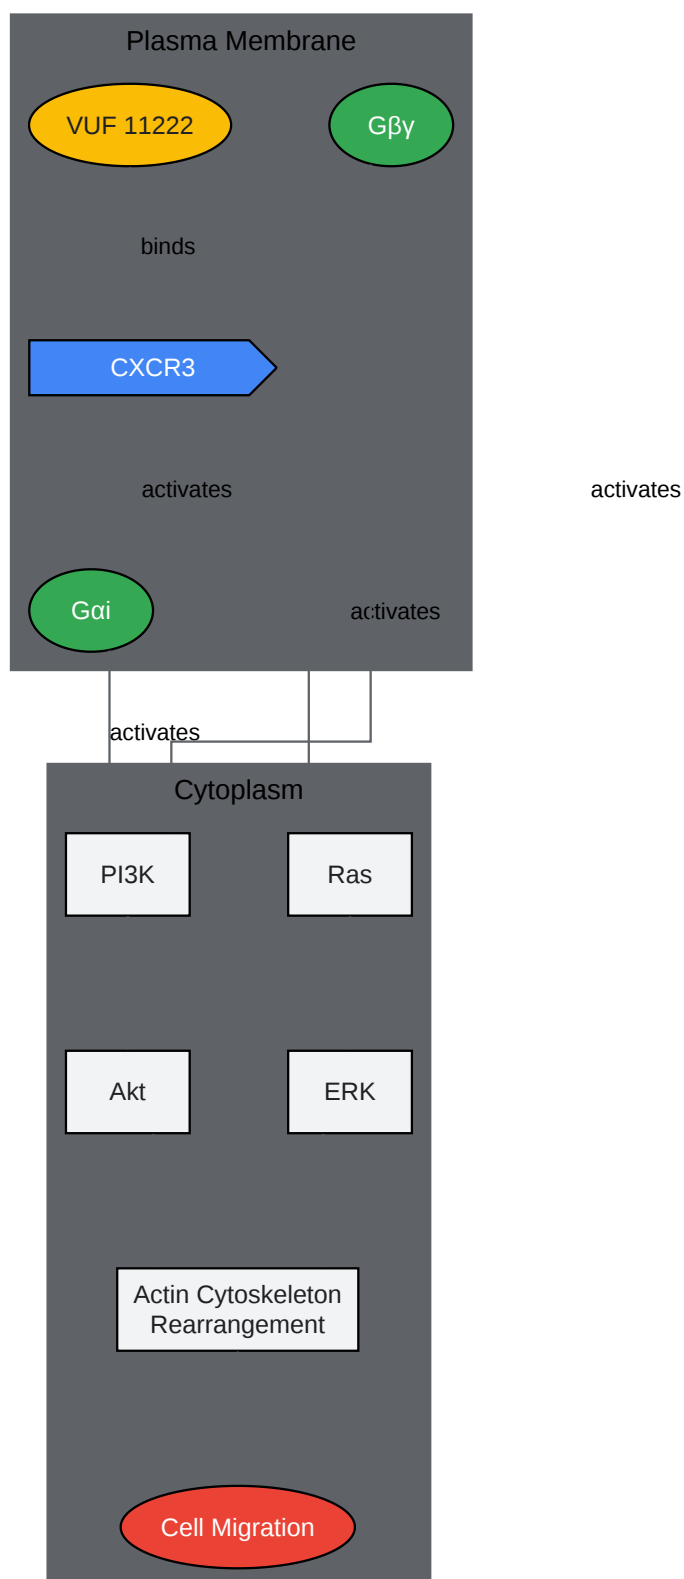 Plasma Membrane
VUF 11222
Gβγ
binds
CXCR3
activates
activates
Gαi
activates
activates
Cytoplasm
PI3K
Ras
Akt
ERK
Actin Cytoskeleton
Rearrangement
Cell Migration